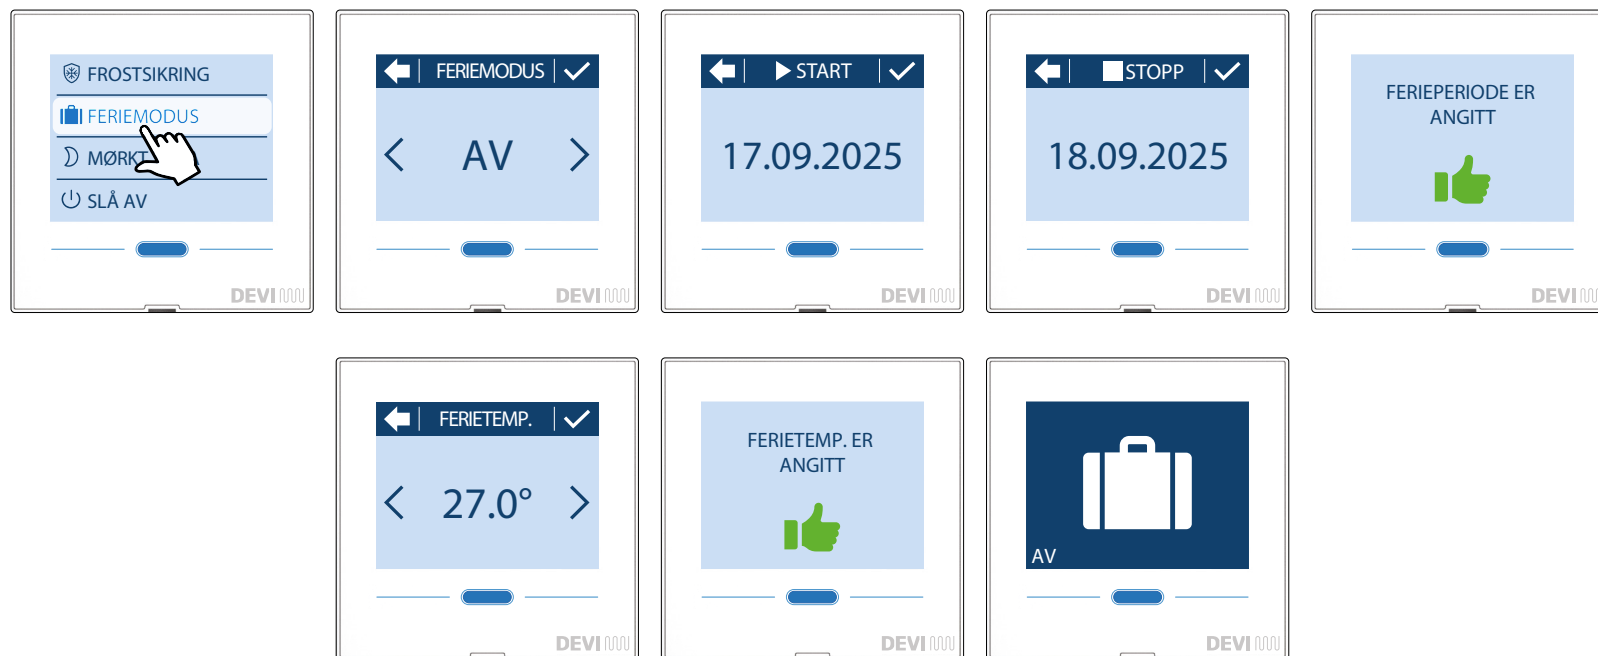 FROSTSIKRING
FERIEMODUS
MØRKT
SLÅ AV
DEVI
FERIEMODUS
AV
DEVI
START
17.09.2025
DEVI
STOPP
18.09.2025
DEVI
FERIEPERIODE ER
ANGITT
DEVI
FERIETEMP.
27.0°
DEVI
FERIETEMP. ER
ANGITT
DEVI
AV
DEVI